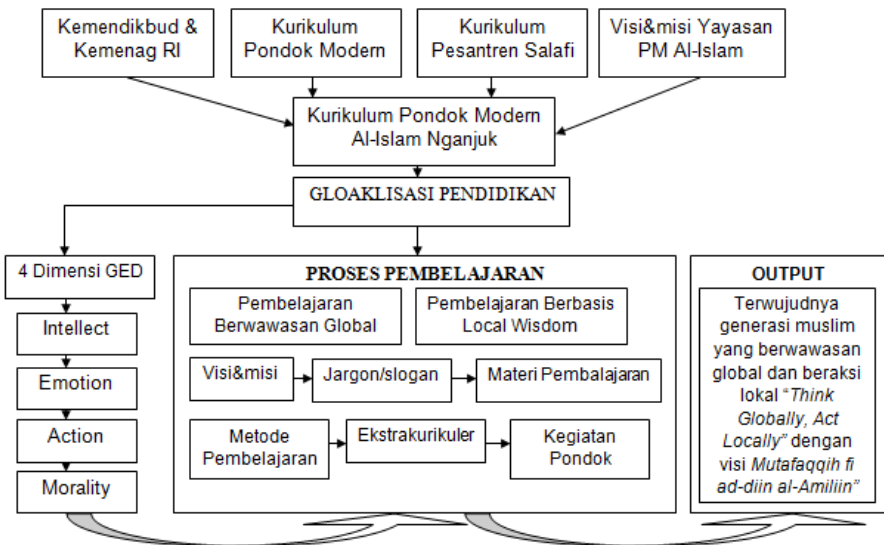 Kemendikbud &
Kemenag RI
Kurikulum
Pondok Modern
Kurikulum
Pesantren Salafi
Visi&misi Yayasan
PM Al-Islam
Kurikulum Pondok Modern
Al-Islam Nganjuk
GLOAKLISASI PENDIDIKAN
4 Dimensi GED
Intellect
Emotion
Action
Morality
PROSES PEMBELAJARAN
Pembelajaran
Berwawasan Global
Pembelajaran Berbasis
Local Wisdom
Visi&misi
Jargon/slogan
Materi Pembalajaran
Metode
Pembelajaran
Ekstrakurikuler
Kegiatan
Pondok
OUTPUT
Terwujudnya
generasi muslim
yang berwawasan
global dan beraksi
lokal “Think
Globally, Act
Locally” dengan
visi Mutafaqqih fi
ad-diin al-Amiliin”